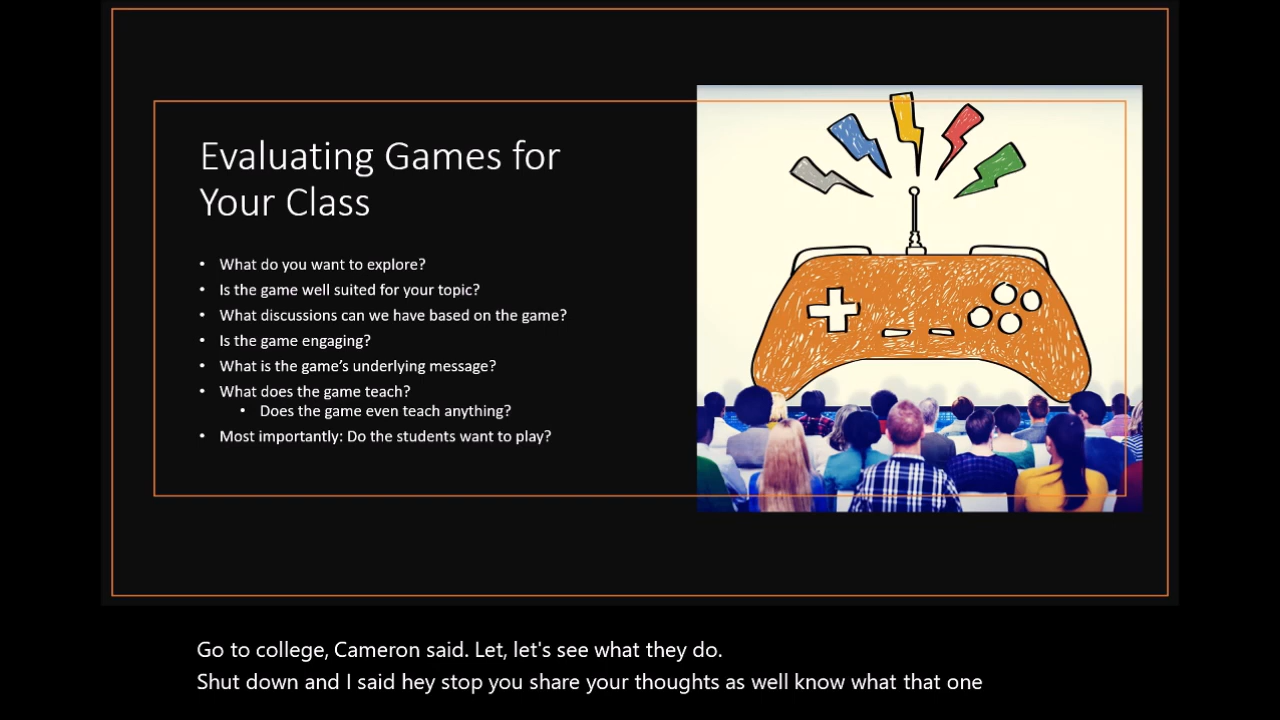 Evaluating Games for
Your Class
• What do you want to explore?
• Is the game well suited for your topic?
• What discussions can we have based on the game?
• Is the game engaging?
• What is the game’s underlying message?
• What does the game teach?
• Does the game even teach anything?
• Most importantly: Do the students want to play?
Go to college, Cameron said. Let, let's see what they do.
Shut down and I said hey stop you share your thoughts as well know what that one